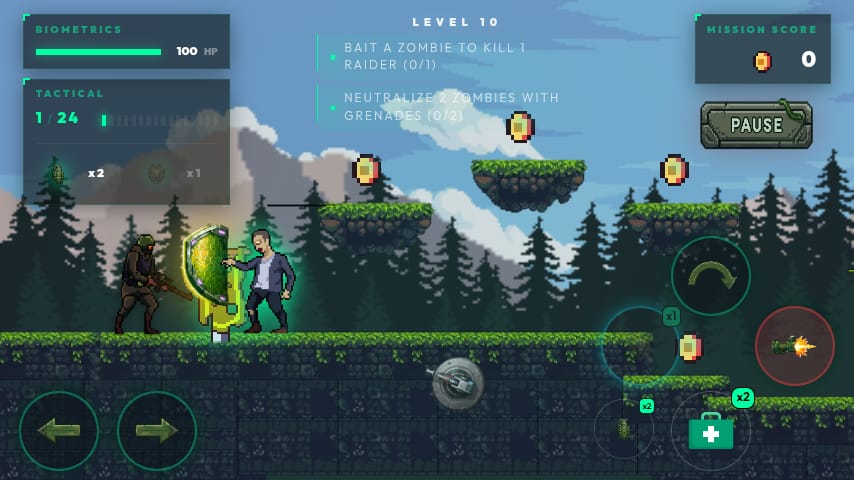 BIOMETRICS
100 HP
TACTICAL
1 / 24
x2
x1
LEVEL 10
BAIT A ZOMBIE TO KILL 1
RAIDER (0/1)
NEUTRALIZE 2 ZOMBIES WITH
GRENADES (0/2)
MISSION SCORE
0
PAUSE
x1
x2
x2